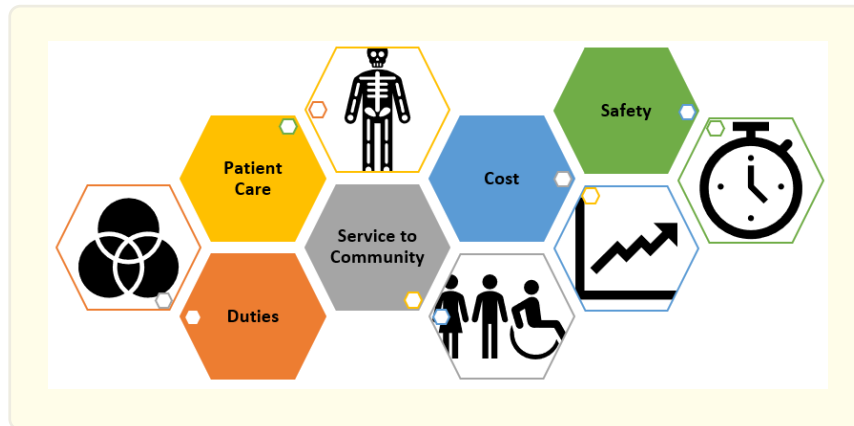 Safety
Patient
Care
Cost
Service to
Community
Duties